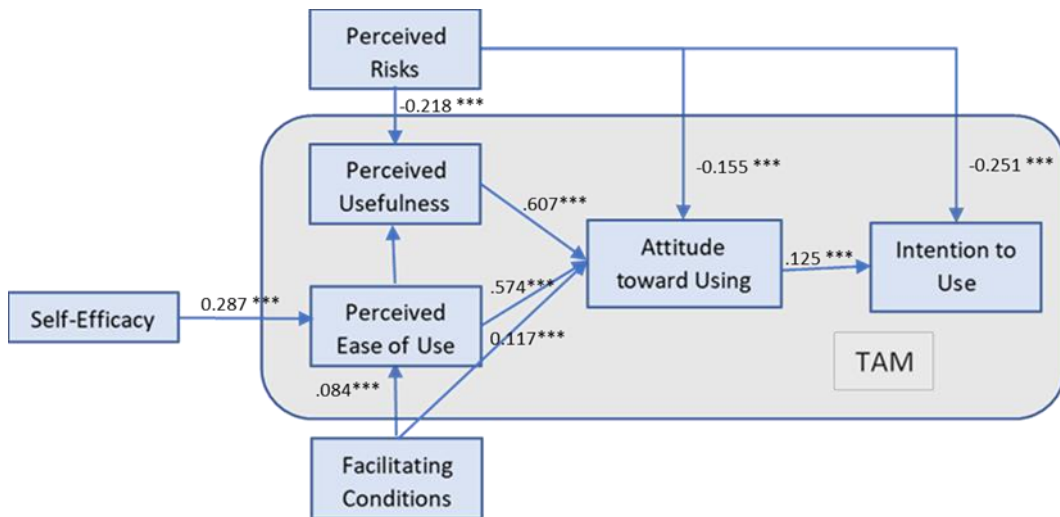 Perceived
Risks
-0.218 ***
Perceived
Usefulness
-0.155 ***
-0.251 ***
.607***
Attitude
toward Using
.125 ***
Intention to
Use
Self-Efficacy
0.287 ***
Perceived
Ease of Use
.574***
0.117***
TAM
.084***
Facilitating
Conditions